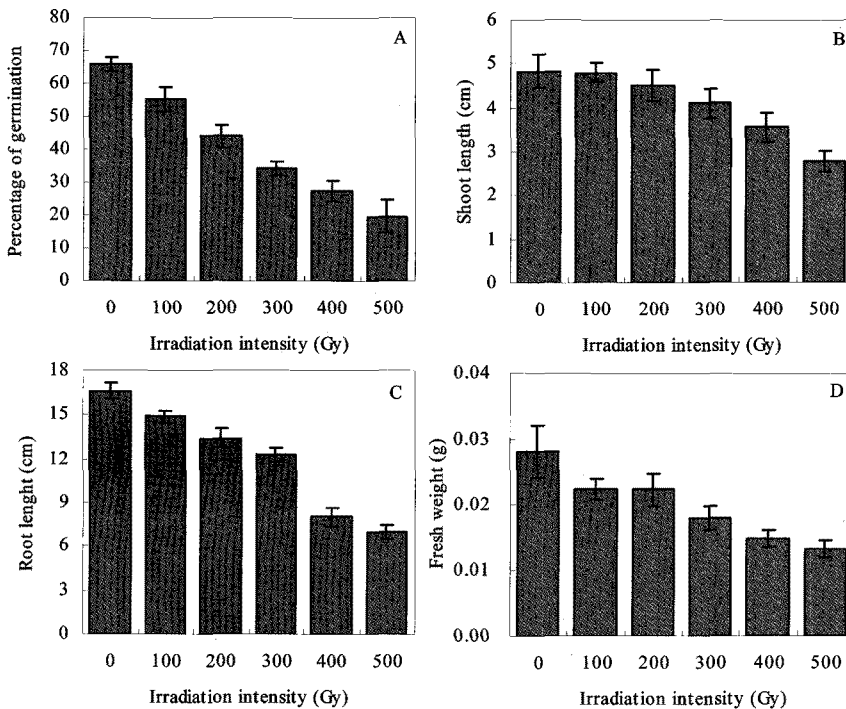 A
Percentage of germination
80
70
60
50
40
30
20
10
0
0 100 200 300 400 500
Irradiation intensity (Gy)
B
Shoot length (cm)
6
5
4
3
2
1
0
0 100 200 300 400 500
Irradiation intensity (Gy)
C
Root lenght (cm)
18
15
12
9
6
3
0
0 100 200 300 400 500
Irradiation intensity (Gy)
D
Fresh weight (g)
0.04
0.03
0.02
0.01
0.00
0 100 200 300 400 500
Irradiation intensity (Gy)